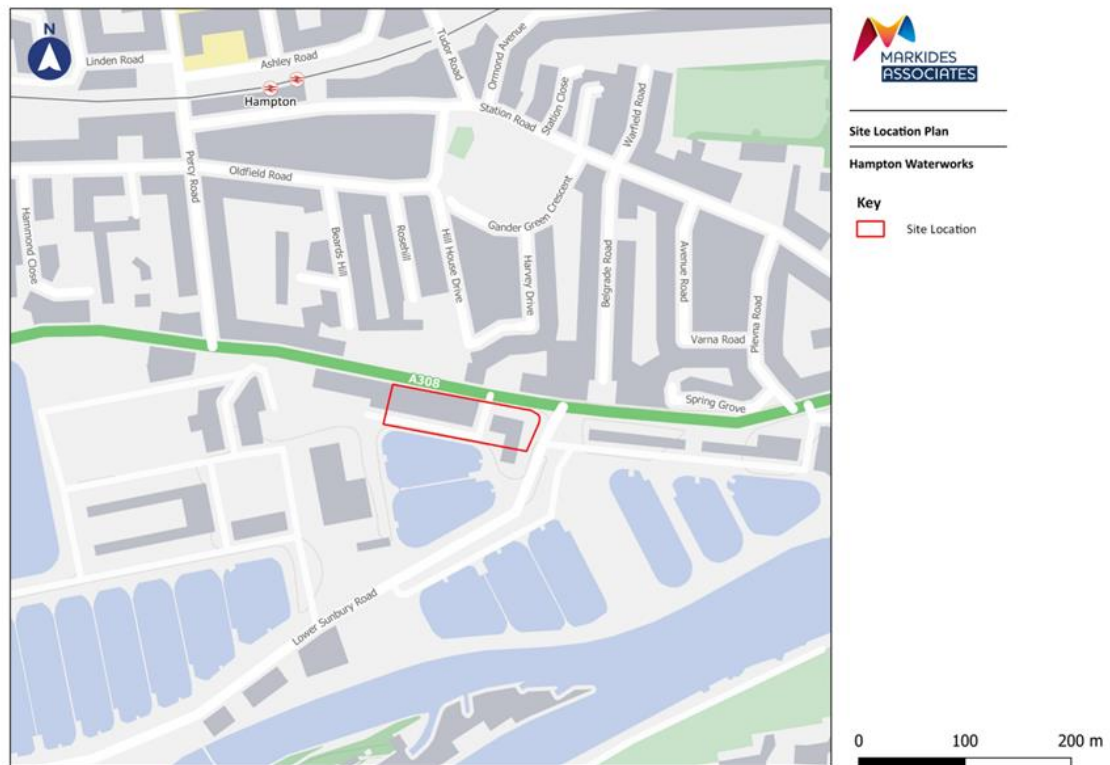 N
Linden Road
Ashley Road
Hampton
Tudor Road
Ormond Avenue
Station Road
Station Close
Warfield Road
Percy Road
Oldfield Road
Gander Green Crescent
Hammond Close
Beards Hill
Rosehill
Hill House Drive
Harvey Drive
Belgrade Road
Avenue Road
Plevna Road
Varna Road
A308
Spring Grove
Lower Sunbury Road
MARKIDES
ASSOCIATES
Site Location Plan
Hampton Waterworks
Key
Site Location
0 100 200 m